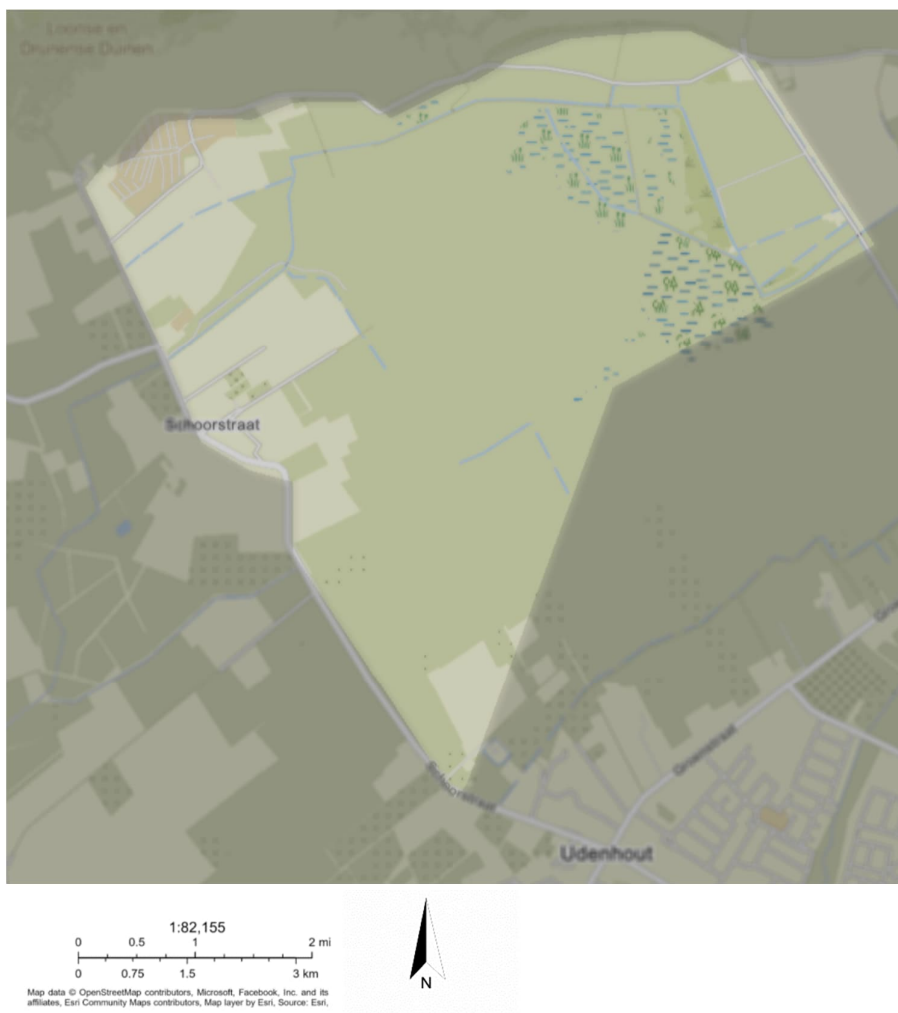 Loonse en
Drunense Duinen
Schoorstraat
Schoorstraat
Groenstraat
Udenhout
1:82,155
0 0.5 1 2 mi
0 0.75 1.5 3 km
Map data © OpenStreetMap contributors, Microsoft, Facebook, Inc. and its
affiliates, Esri Community Maps contributors, Map layer by Esri, Source: Esri,
N